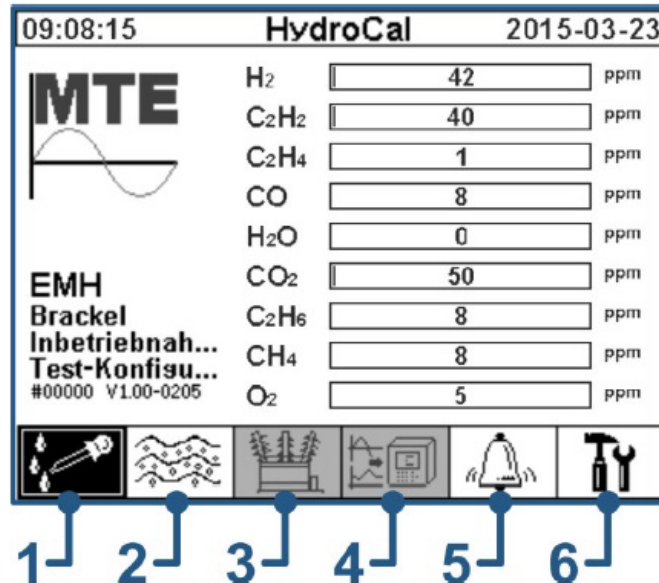 09:08:15 HydroCal 2015-03-23
MTE
EMH
Brackel
Inbetriebnah...
Test-Konfigu...
#00000 V1.00-0205
H2 42 ppm
C2H2 40 ppm
C2H4 1 ppm
CO 8 ppm
H2O 0 ppm
CO2 50 ppm
C2H6 8 ppm
CH4 8 ppm
O2 5 ppm
1 2 3 4 5 6